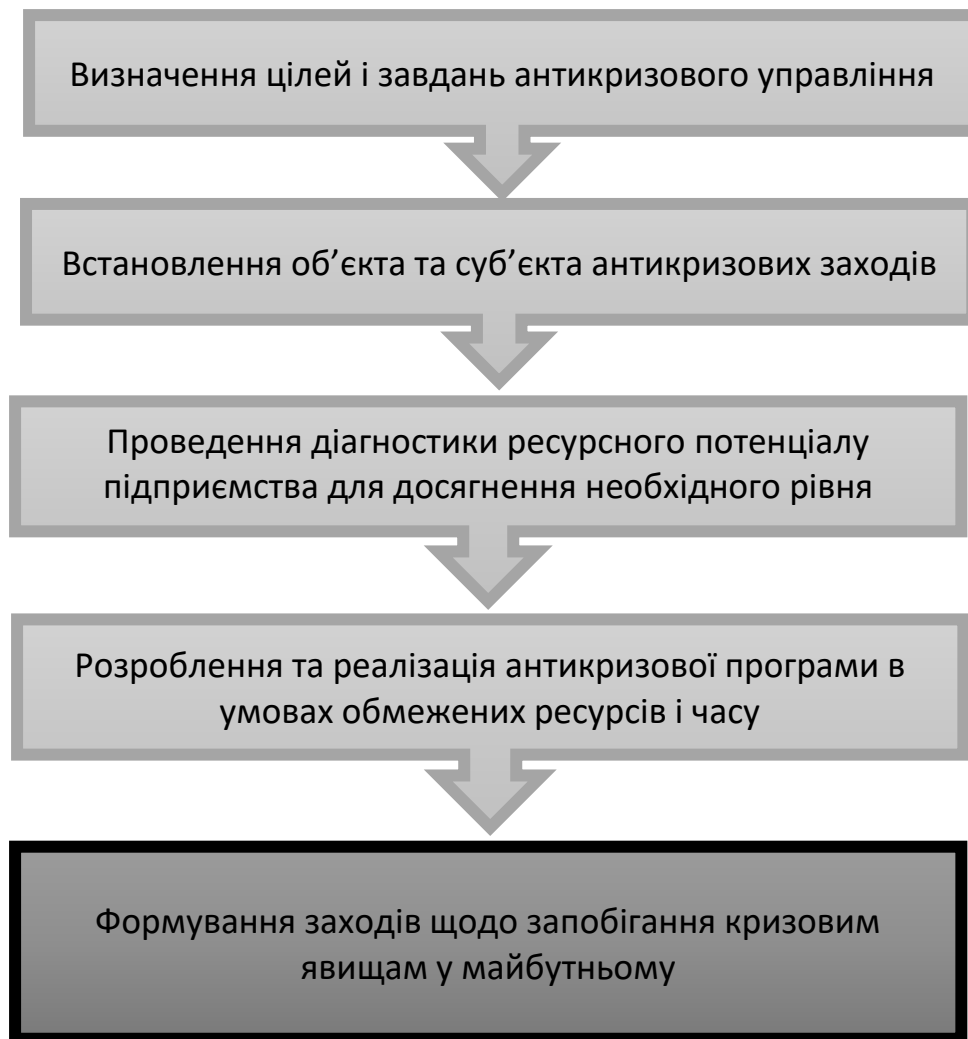 Визначення цілей і завдань антикризового управління
Встановлення об’єкта та суб’єкта антикризових заходів
Проведення діагностики ресурсного потенціалу
підприємства для досягнення необхідного рівня
Розроблення та реалізація антикризової програми в
умовах обмежених ресурсів і часу
Формування заходів щодо запобігання кризовим
явищам у майбутньому